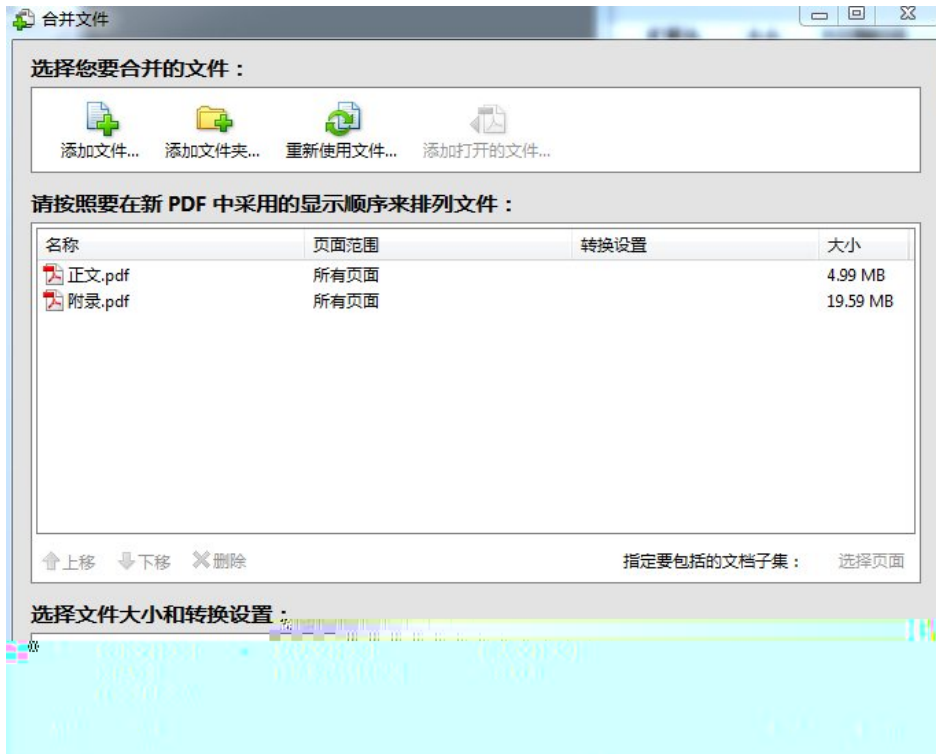 合并文件
选择您要合并的文件：
添加文件... 添加文件夹... 重新使用文件... 添加打开的文件...
请按照要在新 PDF 中采用的显示顺序来排列文件：
名称 页面范围 转换设置 大小
正文.pdf 所有页面 4.99 MB
附录.pdf 所有页面 19.59 MB
上移 下移 删除 指定要包括的文档子集： 选择页面
选择文件大小和转换设置：